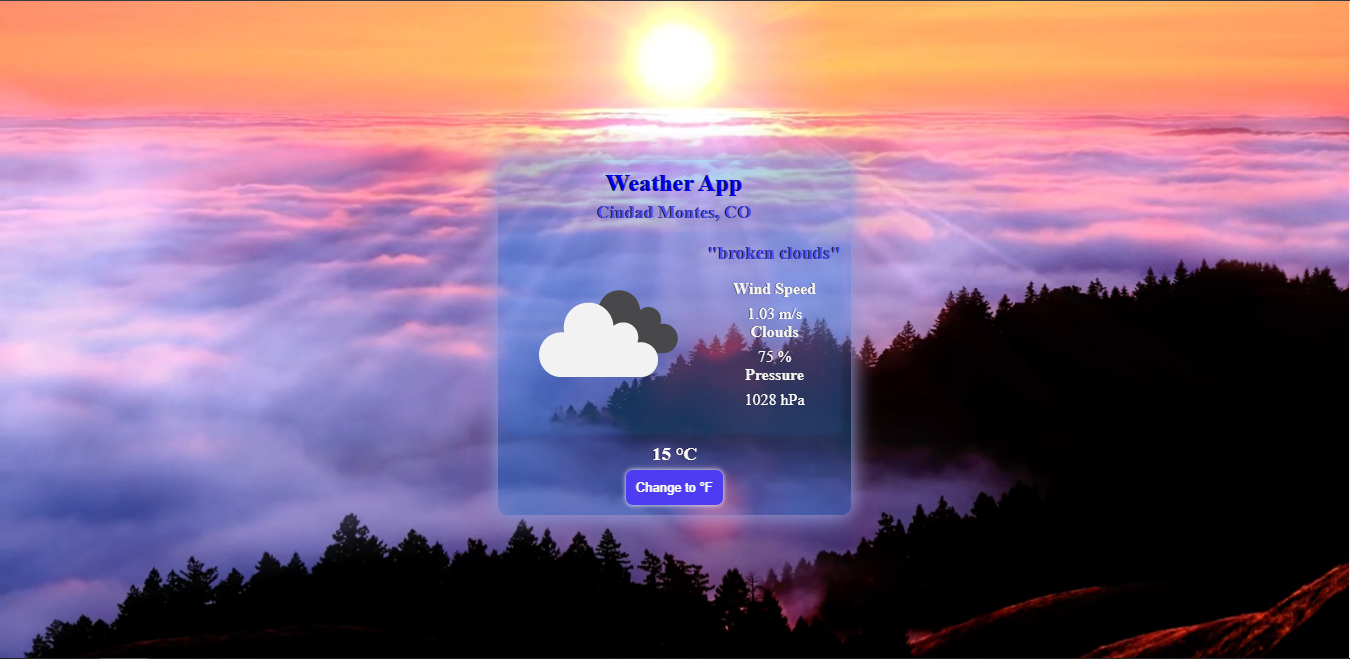 Weather App
Ciudad Montes, CO
"broken clouds"
Wind Speed
1.03 m/s
Clouds
75 %
Pressure
1028 hPa
15 °C
Change to °F